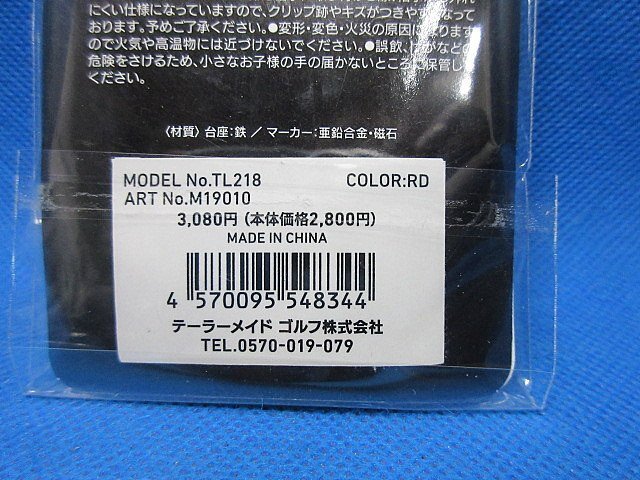 にくい仕様になっていますので、クリップ跡やキズがつきやすくなって
おります。予めご了承ください。●変形・変色・火災の原因になります
ので火気や高温物には近づけないでください。●誤飲、けがなどの
危険をさけるため、小さなお子様の手の届かないところに保管し
ください。
〈材質〉台座:鉄 / マーカー:亜鉛合金・磁石
MODEL No.TL218 COLOR:RD
ART No.M19010
3,080円 (本体価格2,800円)
MADE IN CHINA
4 570095 548344
テーラーメイド ゴルフ株式会社
TEL.0570-019-079